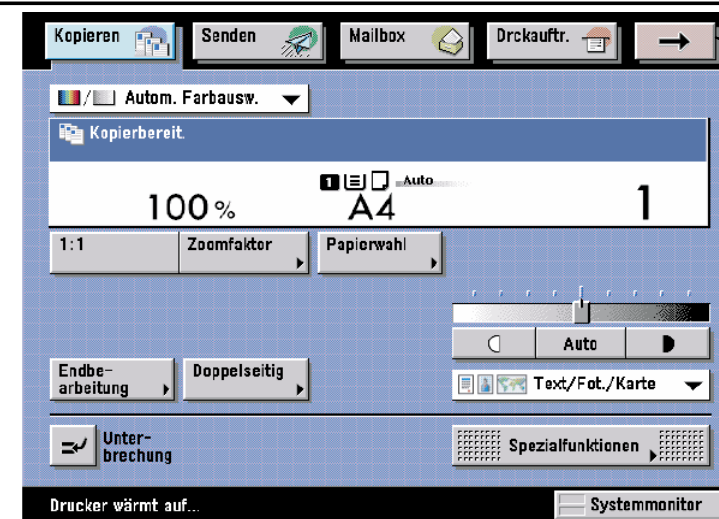 Kopieren Senden Mailbox Drckauftr.
Autom. Farbausw.
Kopierbereit.
1 Auto
100 % A4 1
1:1 Zoomfaktor Papierwahl
Auto
Endbe-
arbeitung
Doppelseitig
Text/Fot./Karte
Unter-
brechung
Spezialfunktionen
Drucker wärmt auf... Systemmonitor